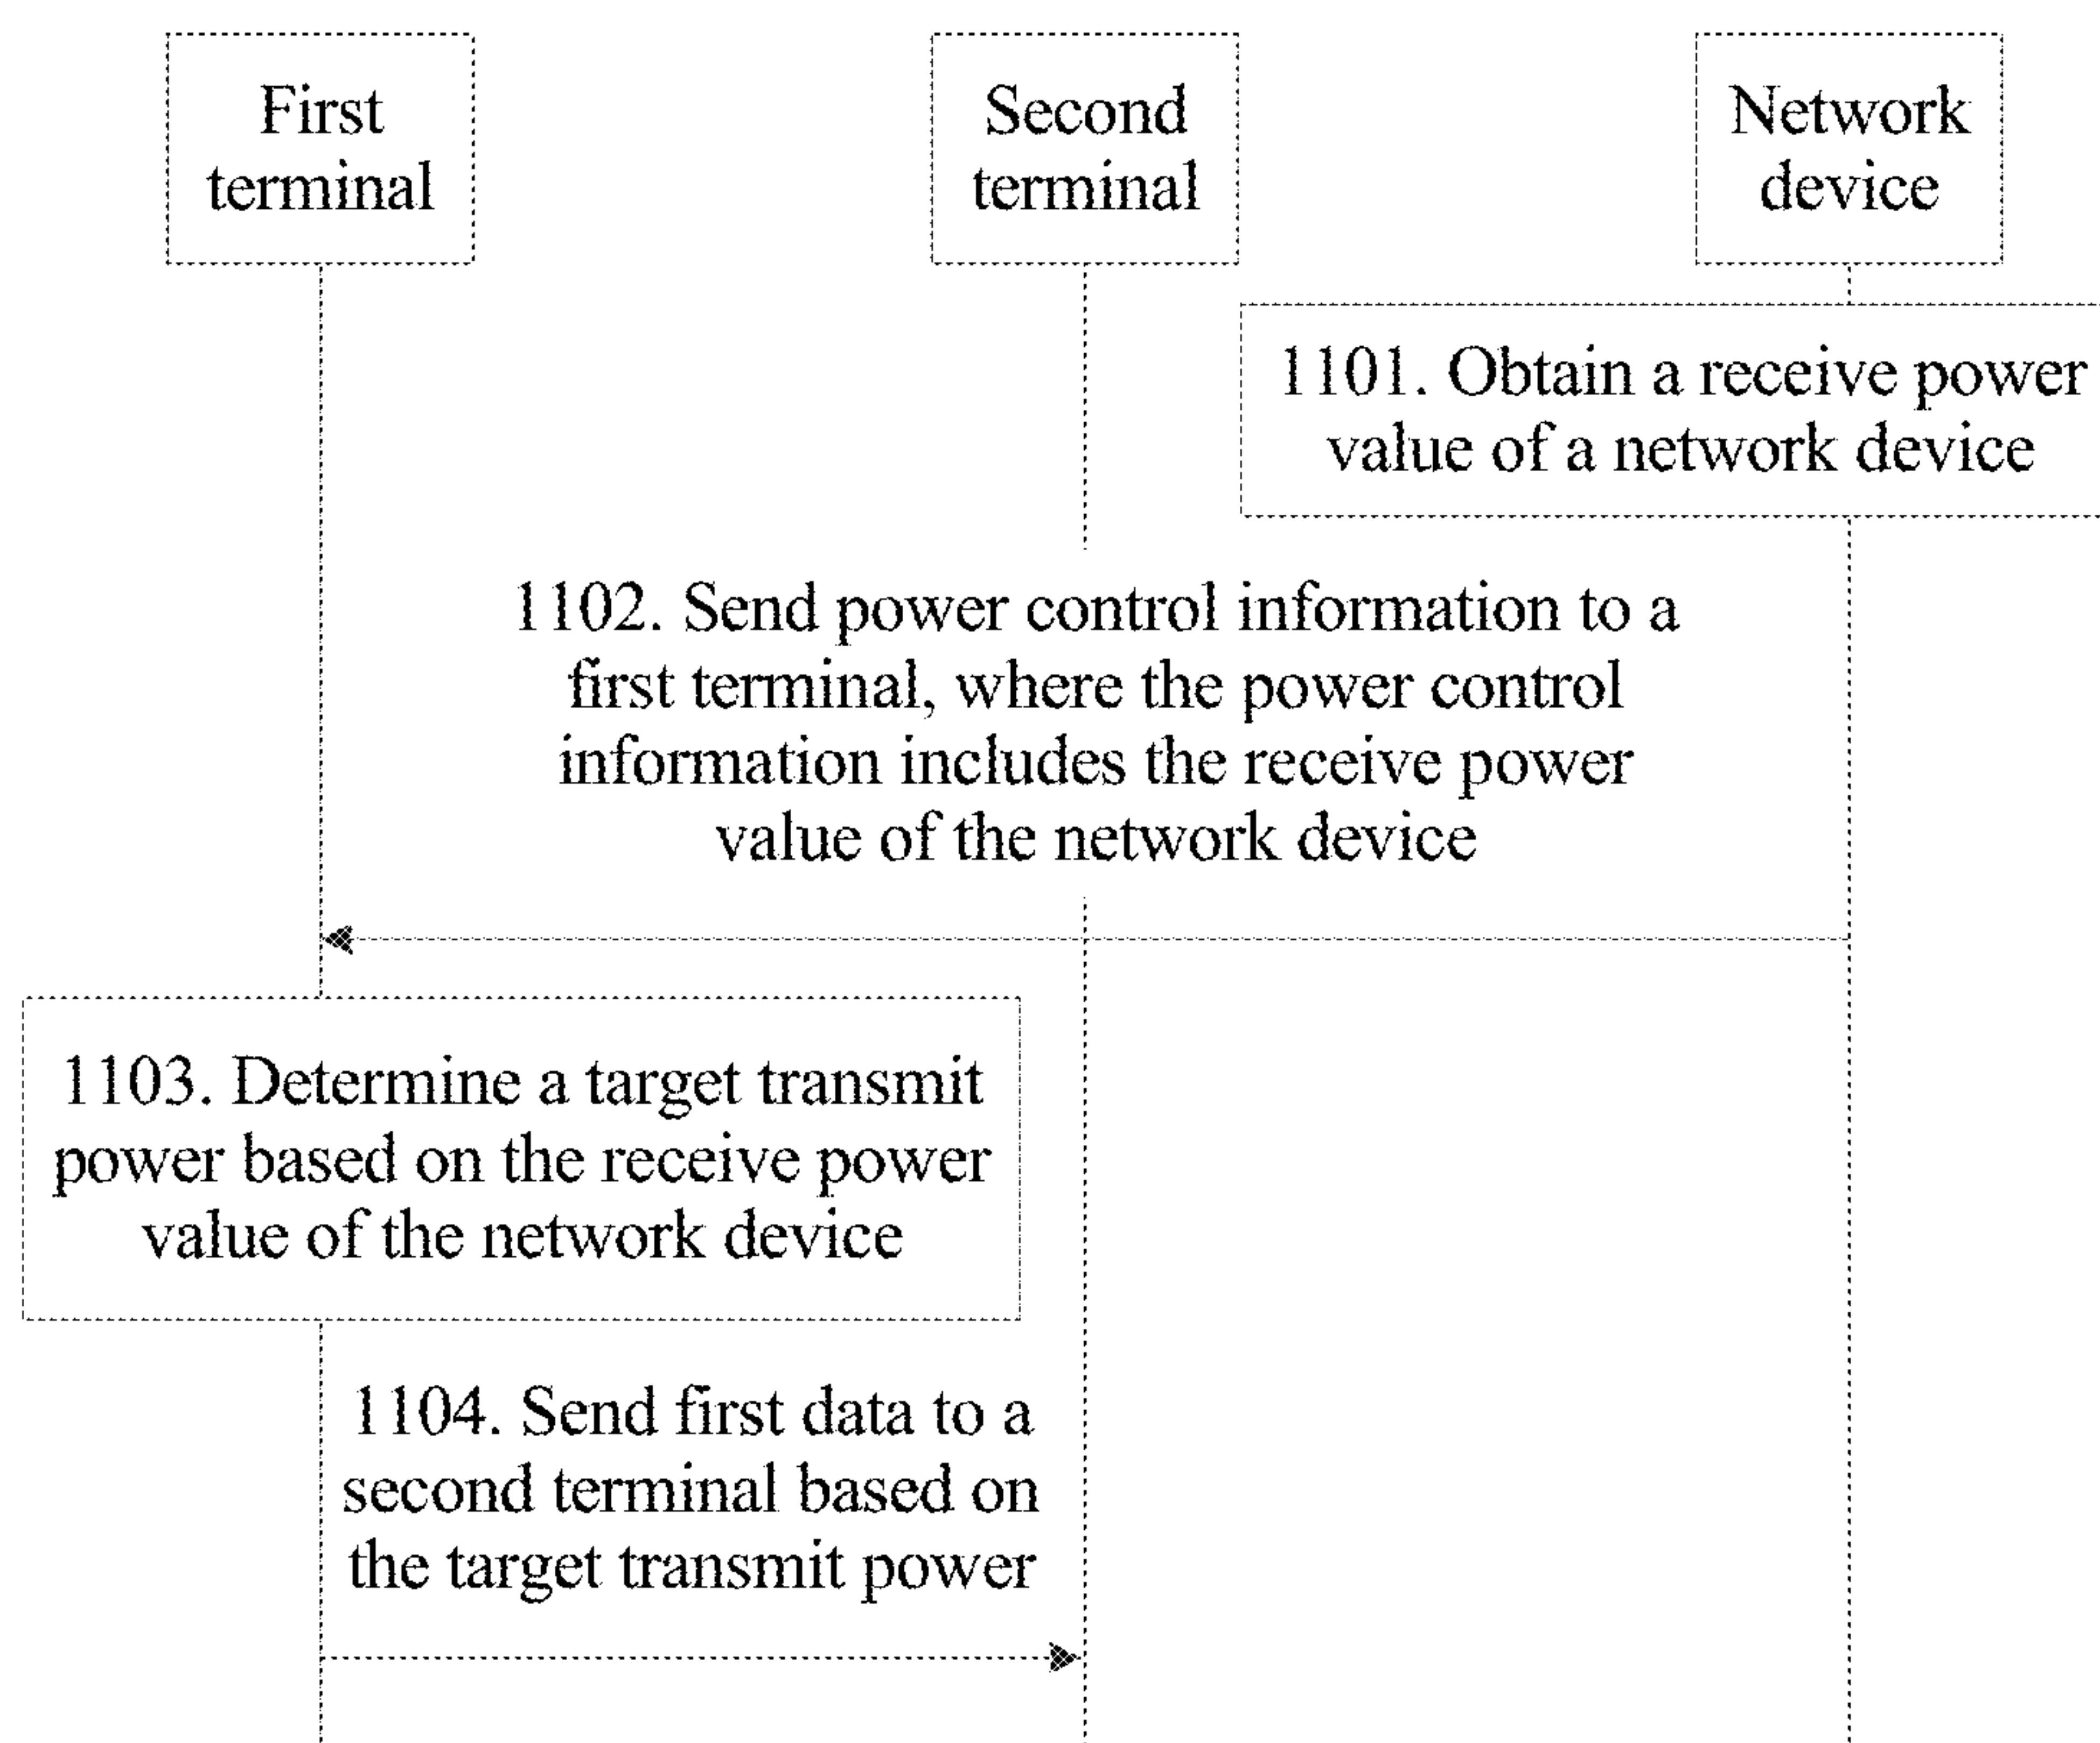 First
terminal
Second
terminal
Network
device
1101. Obtain a receive power
value of a network device
1102. Send power control information to a
first terminal, where the power control
information includes the receive power
value of the network device
1103. Determine a target transmit
power based on the receive power
value of the network device
1104. Send first data to a
second terminal based on
the target transmit power